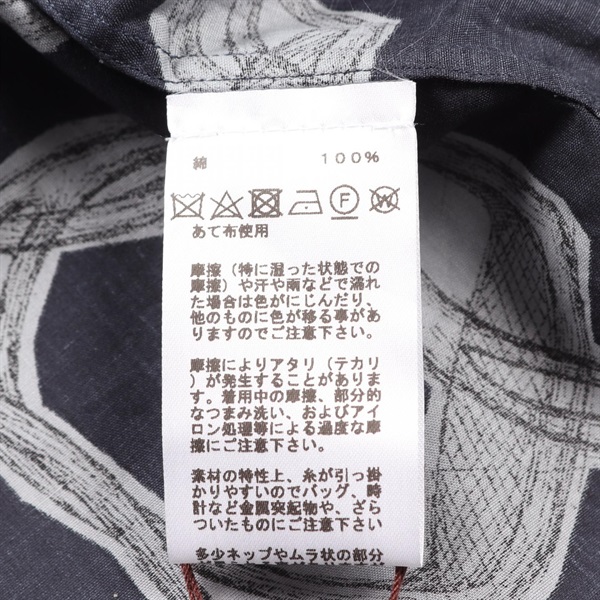 綿 100%
F W
あて布使用
摩擦（特に湿った状態での
摩擦）や汗や雨などで濡れ
た場合は色がにじんだり、
他のものに色が移る事があ
りますのでご注意下さい。
摩擦によりアタリ（テカリ
）が発生することがありま
す。着用中の摩擦、部分的
なつまみ洗い、およびアイ
ロン処理等による過度な摩
擦にご注意下さい。
素材の特性上、糸が引っ掛
かりやすいのでバッグ、時
計など金属突起物や、ざら
ついたものにご注意下さい
多少ネップやムラ状の部分